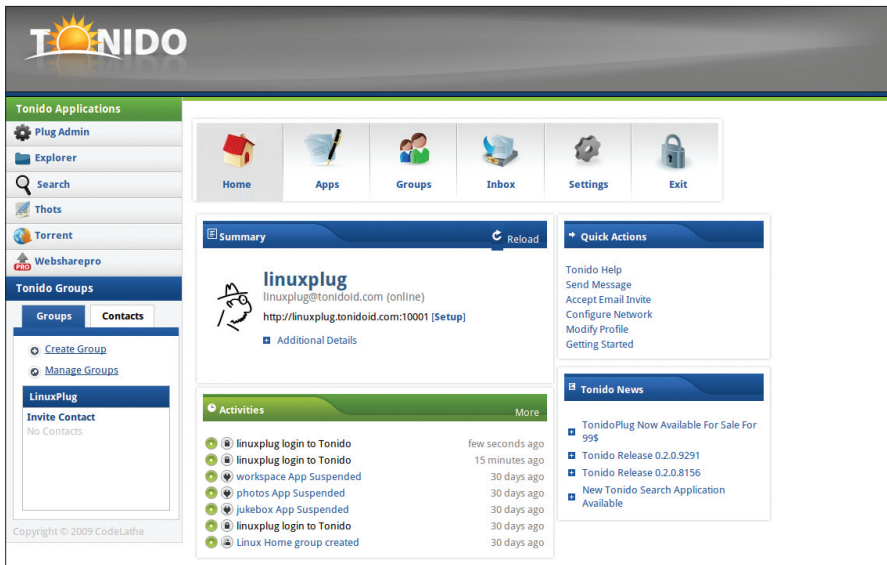 TONIDO
Tonido Applications
Plug Admin
Explorer
Search
Thots
Torrent
PRO Websharepro
Tonido Groups
Groups Contacts
Create Group
Manage Groups
LinuxPlug
Invite Contact
No Contacts
Copyright © 2009 CodeLathe
Home Apps Groups Inbox Settings Exit
Summary Reload
linuxplug
linuxplug@tonidoid.com (online)
http://linuxplug.tonidoid.com:10001 [Setup]
Additional Details
Activities More
linuxplug login to Tonido few seconds ago
linuxplug login to Tonido 15 minutes ago
workspace App Suspended 30 days ago
photos App Suspended 30 days ago
jukebox App Suspended 30 days ago
linuxplug login to Tonido 30 days ago
Linux Home group created 30 days ago
Quick Actions
Tonido Help
Send Message
Accept Email Invite
Configure Network
Modify Profile
Getting Started
Tonido News
TonidoPlug Now Available For Sale For
99$
Tonido Release 0.2.0.9291
Tonido Release 0.2.0.8156
New Tonido Search Application
Available